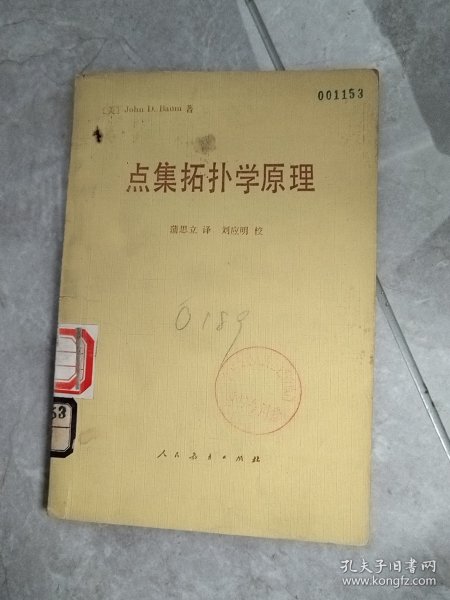 001153
〔美〕 John D. Baum 著
点集拓扑学原理
蒲思立 译 刘应明 校
0189
53
人民教育出版社
孔夫子旧书网
www.kongfz.com